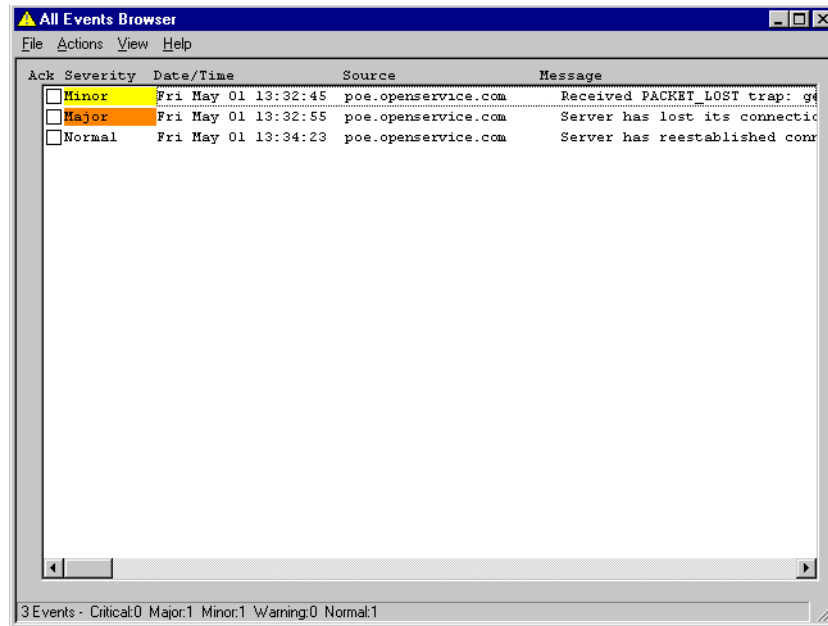 All Events Browser
File Actions View Help
Ack Severity Date/Time Source Message
Minor Fri May 01 13:32:45 poe.openservice.com Received PACKET_LOST trap:
Major Fri May 01 13:32:55 poe.openservice.com Server has lost its
Normal Fri May 01 13:34:23 poe.openservice.com Server has reestablished
3 Events - Critical:0 Major:1 Minor:1 Warning:0 Normal:1